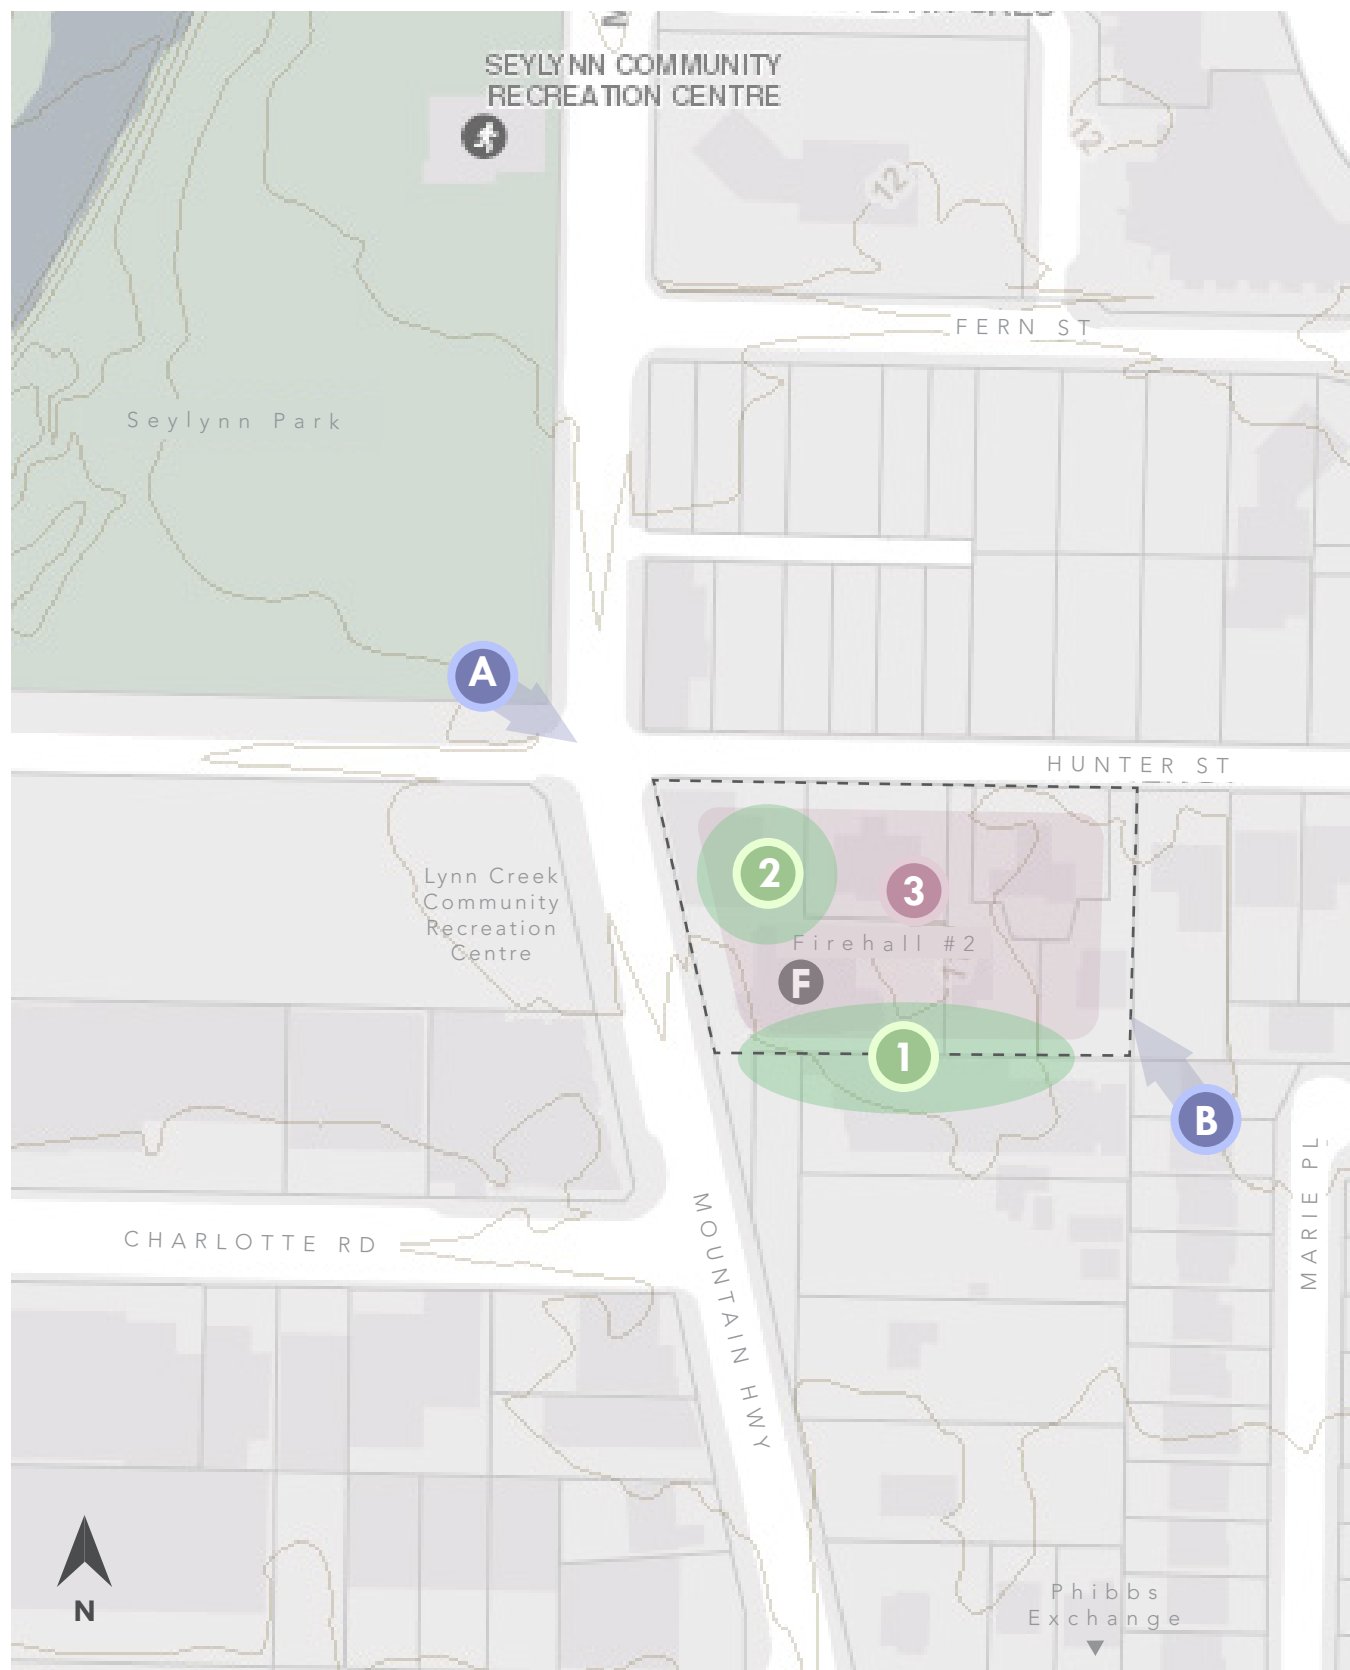 SEYLYNN COMMUNITY
RECREATION CENTRE
12
12
FERN ST
Seylynn Park
A
HUNTER ST
2
3
Lynn Creek
Community
Recreation
Centre
Firehall #2
F
1
B
MARIE PL
CHARLOTTE RD
MOUNTAIN HWY
N
Phibbs
Exchange